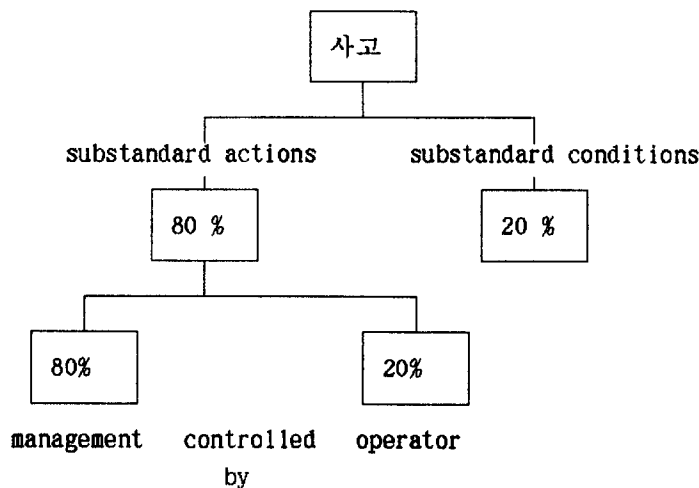 사고
substandard actions substandard conditions
80 % 20 %
80% 20%
management controlled operator
by